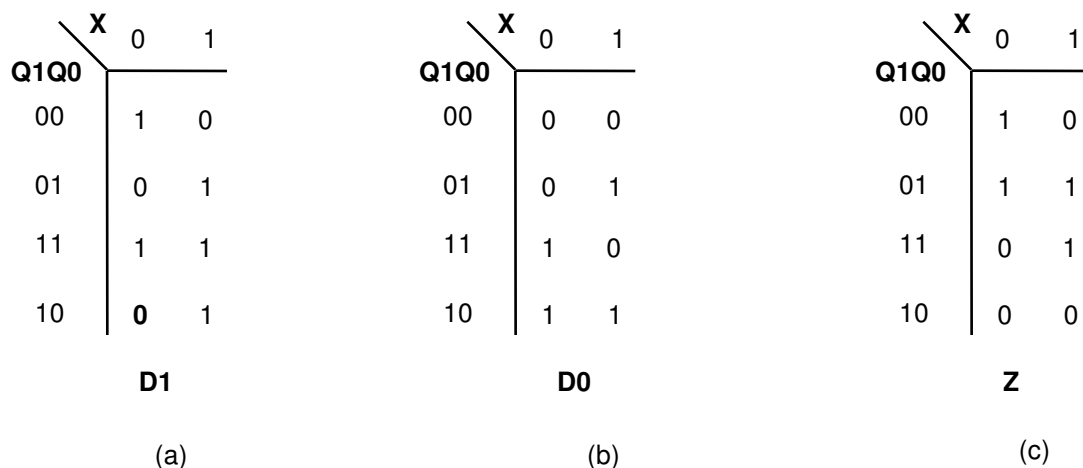 X 0 1 X 0 1 X 0 1
Q1Q0 Q1Q0 Q1Q0
00 1 0 00 0 0 00 1 0
01 0 1 01 0 1 01 1 1
11 1 1 11 1 0 11 0 1
10 0 1 10 1 1 10 0 0
D1 D0 Z
(a) (b) (c)